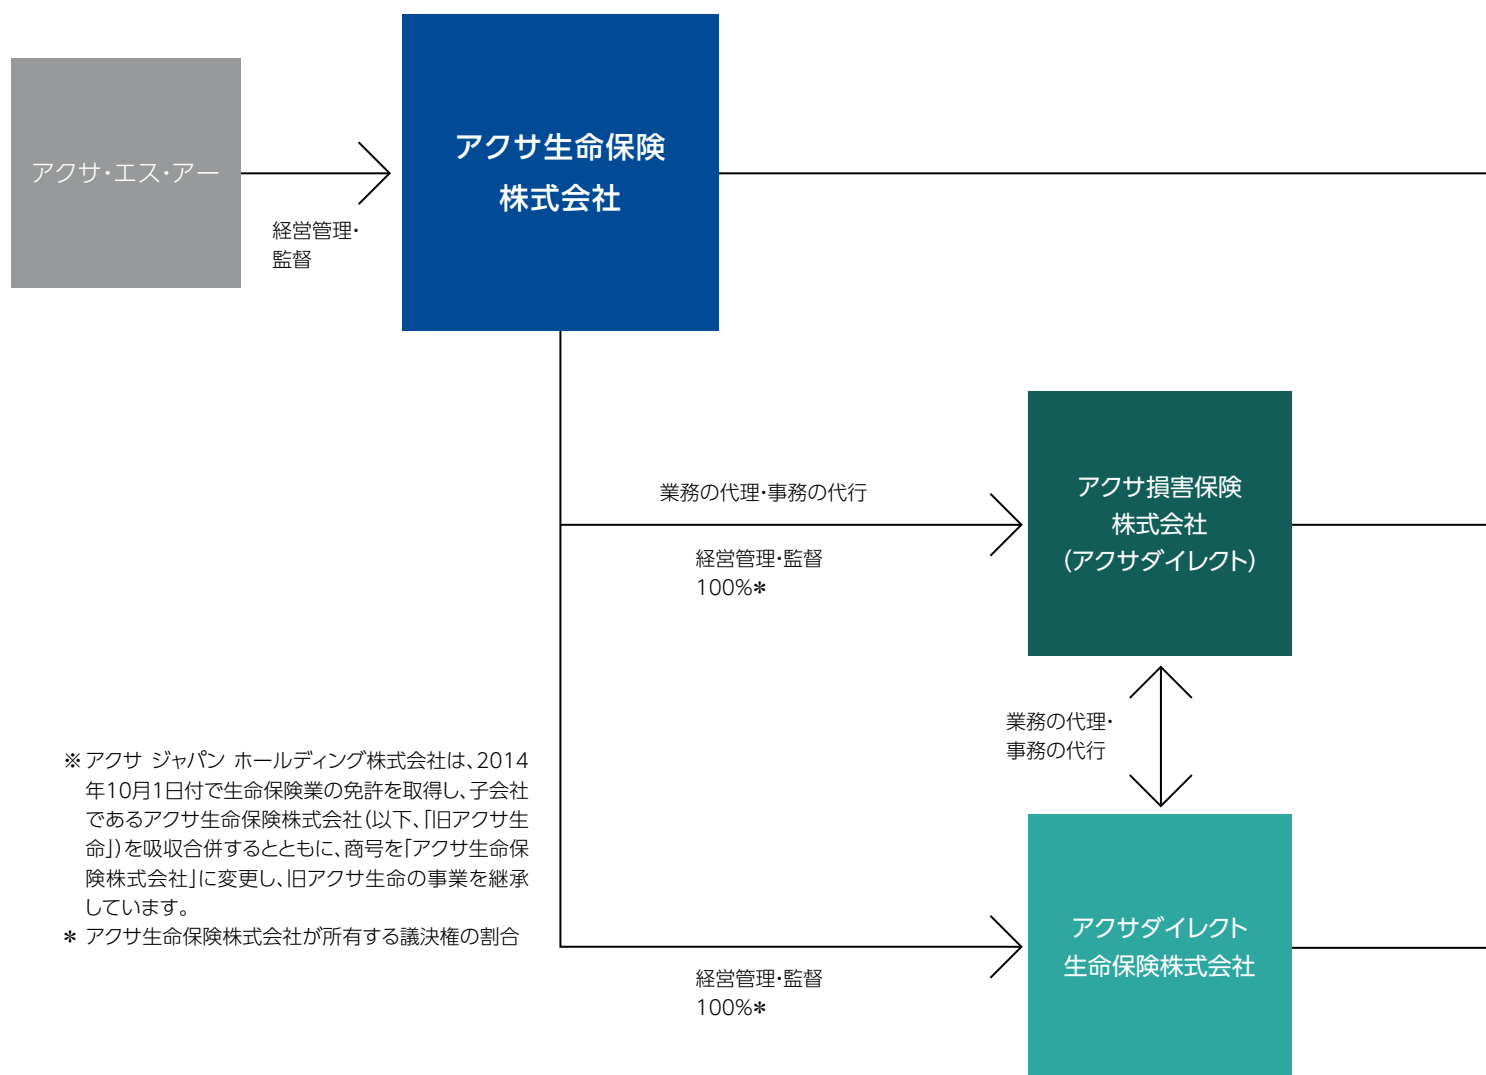 アクサ・エス・アー
経営管理・
監督
アクサ生命保険
株式会社
業務の代理・事務の代行
経営管理・監督
100%*
アクサ損害保険
株式会社
(アクサダイレクト)
業務の代理・
事務の代行
経営管理・監督
100%*
アクサダイレクト
生命保険株式会社
※アクサ ジャパン ホールディング株式会社は、2014
年10月1日付で生命保険業の免許を取得し、子会社
であるアクサ生命保険株式会社(以下、「旧アクサ生
命」)を吸収合併するとともに、商号を「アクサ生命保
険株式会社」に変更し、旧アクサ生命の事業を継承
しています。
* アクサ生命保険株式会社が所有する議決権の割合